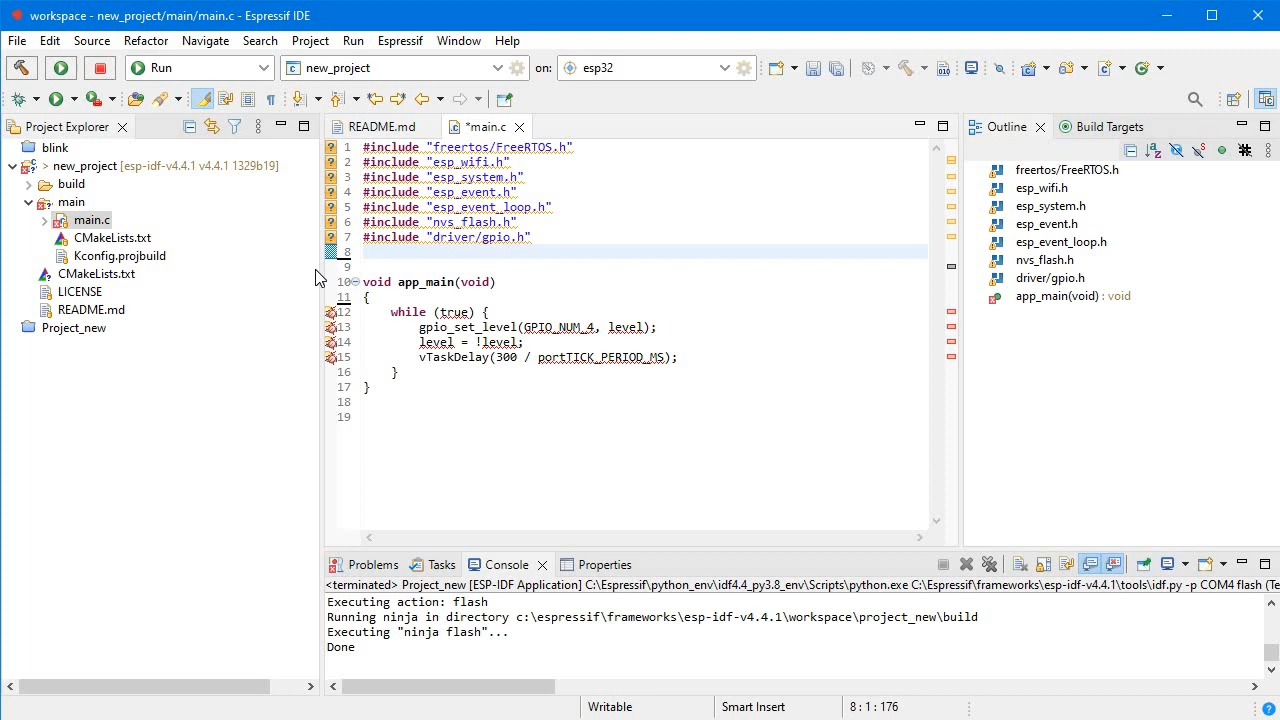 workspace - new_project/main/main.c - Espressif IDE
File Edit Source Refactor Navigate Search Project Run Espressif Window Help
Run new_project on: esp32
Project Explorer
blink
> new_project [esp-idf-v4.4.1 v4.4.1 1329b19]
build
main
main.c
CMakeLists.txt
Kconfig.projbuild
CMakeLists.txt
LICENSE
README.md
Project_new
README.md *main.c
1 #include "freertos/FreeRTOS.h"
2 #include "esp_wifi.h"
3 #include "esp_system.h"
4 #include "esp_event.h"
5 #include "esp_event_loop.h"
6 #include "nvs_flash.h"
7 #include "driver/gpio.h"
8
9
10 void app_main(void)
11 {
12 while (true) {
13 gpio_set_level(GPIO_NUM_4, level);
14 level = !level;
15 vTaskDelay(300 / portTICK_PERIOD_MS);
16 }
17 }
18
19
Outline Build Targets
freertos/FreeRTOS.h
esp_wifi.h
esp_system.h
esp_event.h
esp_event_loop.h
nvs_flash.h
driver/gpio.h
app_main(void) : void
Problems Tasks Console Properties
<terminated> Project_new [ESP-IDF Application] C:\Espressif\python_env\idf4.4_py3.8_env\Scripts\python.exe C:\Espressif\frameworks\esp-idf-v4.4.1\tools\idf.py -p COM4 flash (Te
Executing action: flash
Running ninja in directory c:\espressif\frameworks\esp-idf-v4.4.1\workspace\project_new\build
Executing "ninja flash"...
Done
Writable Smart Insert 8 : 1 : 176